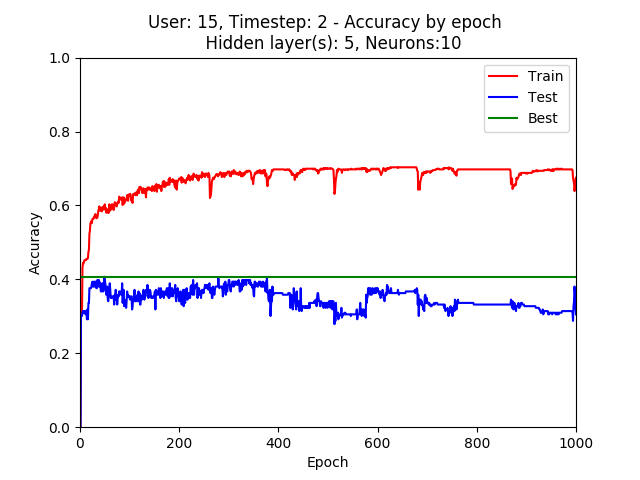 User: 15, Timestep: 2 - Accuracy by epoch
Hidden layer(s): 5, Neurons:10
1.0
0.8
0.6
0.4
0.2
0.0
Accuracy
Train
Test
Best
0
200
400
600
800
1000
Epoch